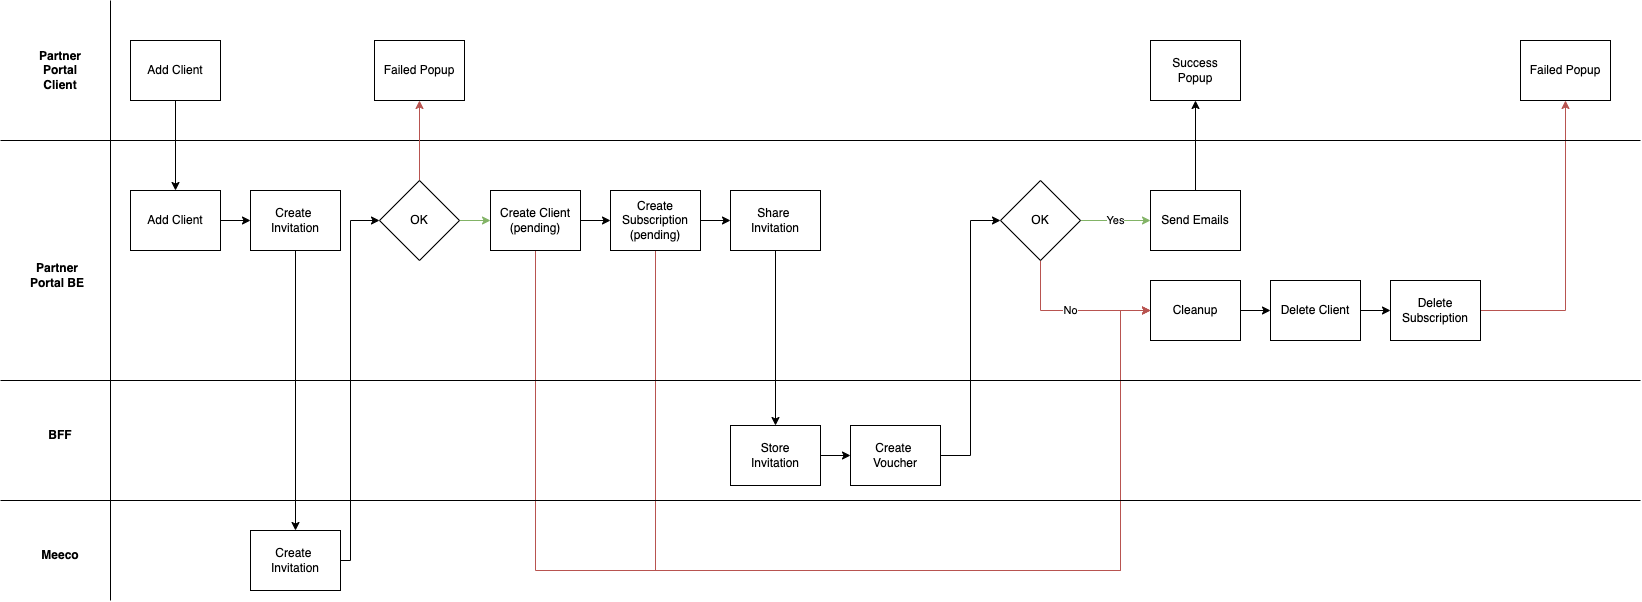 Partner
Portal
Client
Add Client
Failed Popup
Success
Popup
Failed Popup
Partner
Portal BE
Add Client
Create
Invitation
OK
Create Client
(pending)
Create
Subscription
(pending)
Share
Invitation
OK
Yes
Send Emails
No
Cleanup
Delete Client
Delete
Subscription
BFF
Store
Invitation
Create
Voucher
Meeco
Create
Invitation